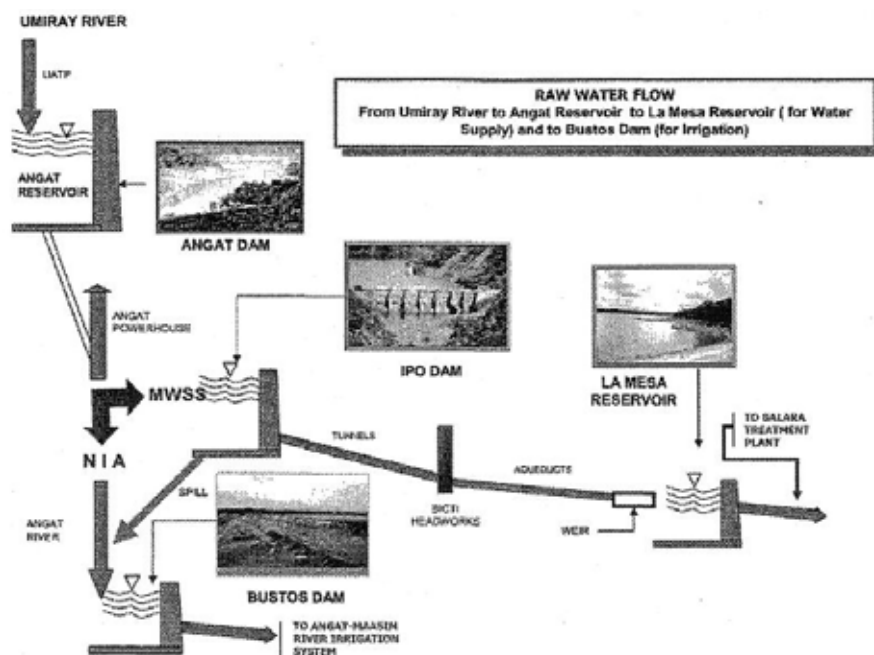 UMIRAY RIVER
UATP
RAW WATER FLOW
From Umiray River to Angat Reservoir to La Mesa Reservoir ( for Water
Supply) and to Bustos Dam (for Irrigation)
ANGAT
RESERVOIR
ANGAT DAM
ANGAT
POWERHOUSE
IPO DAM
LA MESA
RESERVOIR
MWSS
TO BALARA
TREATMENT
PLANT
TUNNELS
N I A
SPILL
AQUEDUCTS
BICTI
HEADWORKS
ANGAT
RIVER
WEIR
BUSTOS DAM
TO ANGAT-MAASIM
RIVER IRRIGATION
SYSTEM